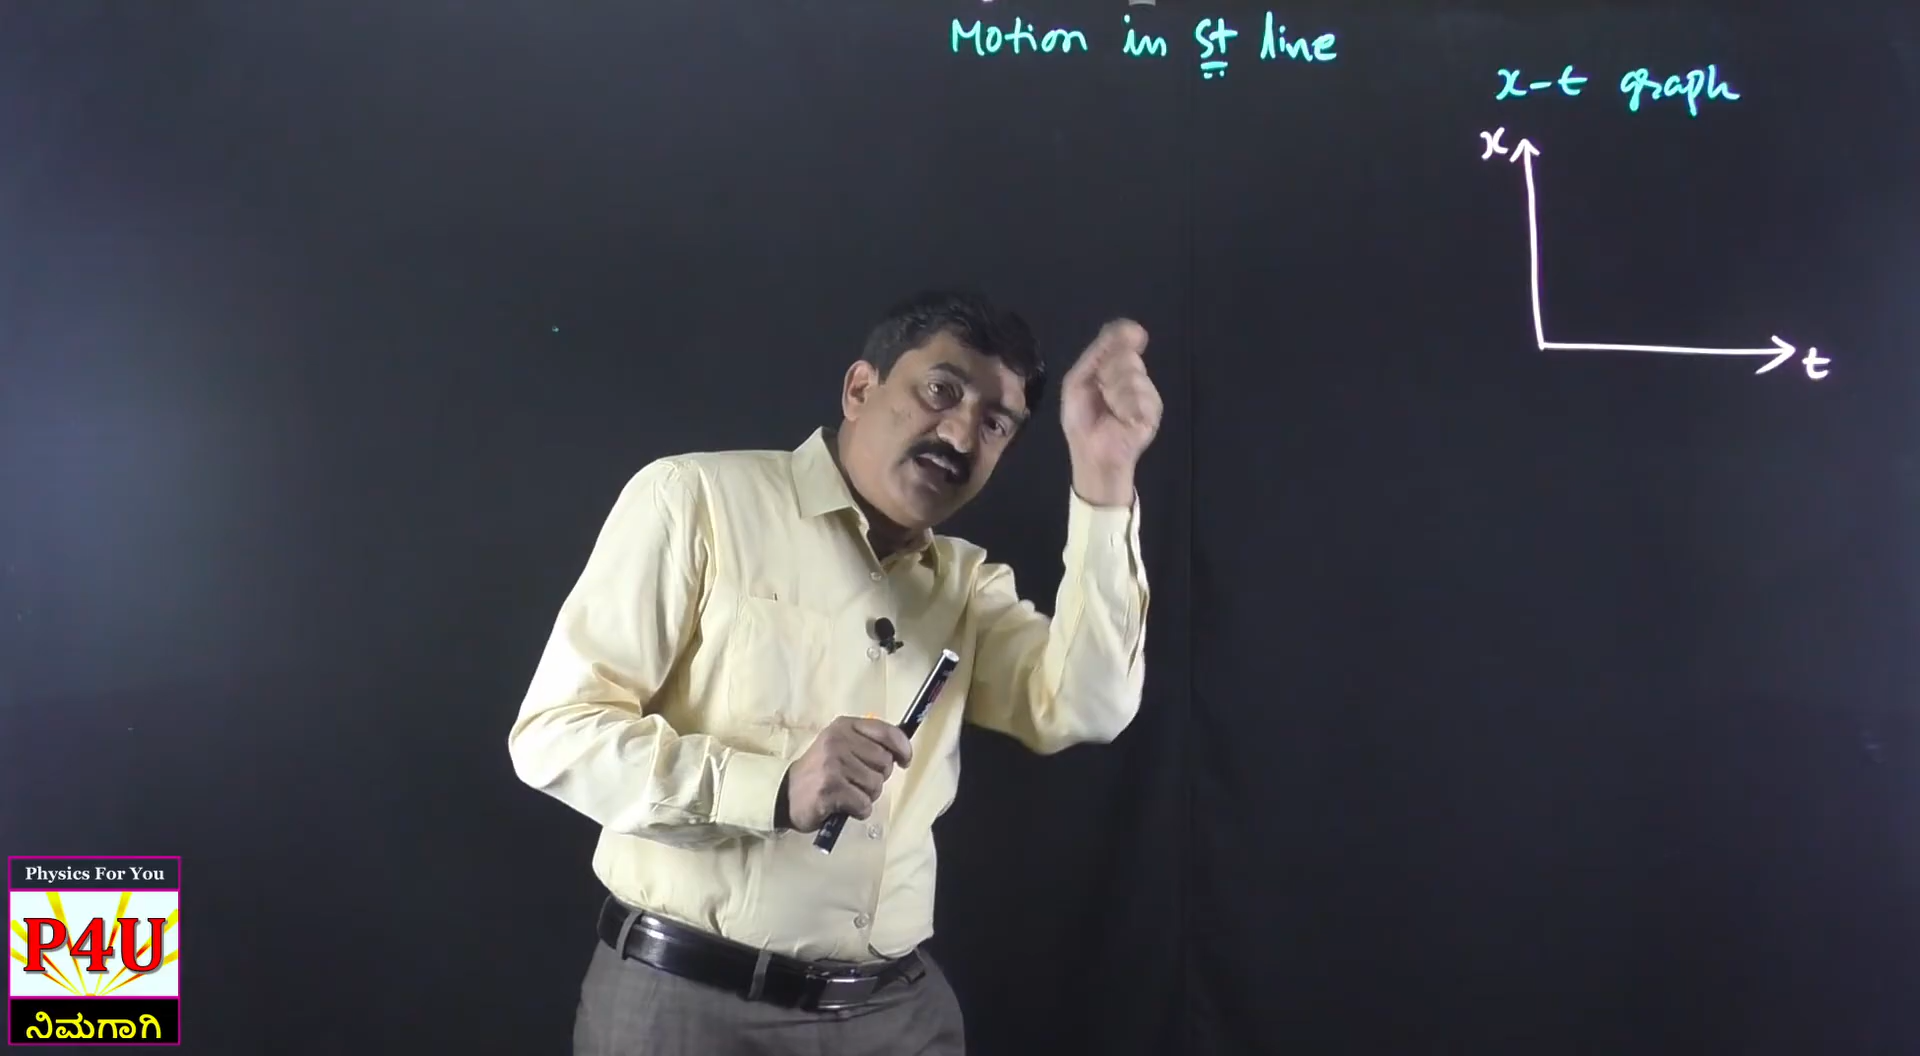 Motion in St line
x-t graph
x
t
Physics For You
P4U
ನಿಮಗಾಗಿ